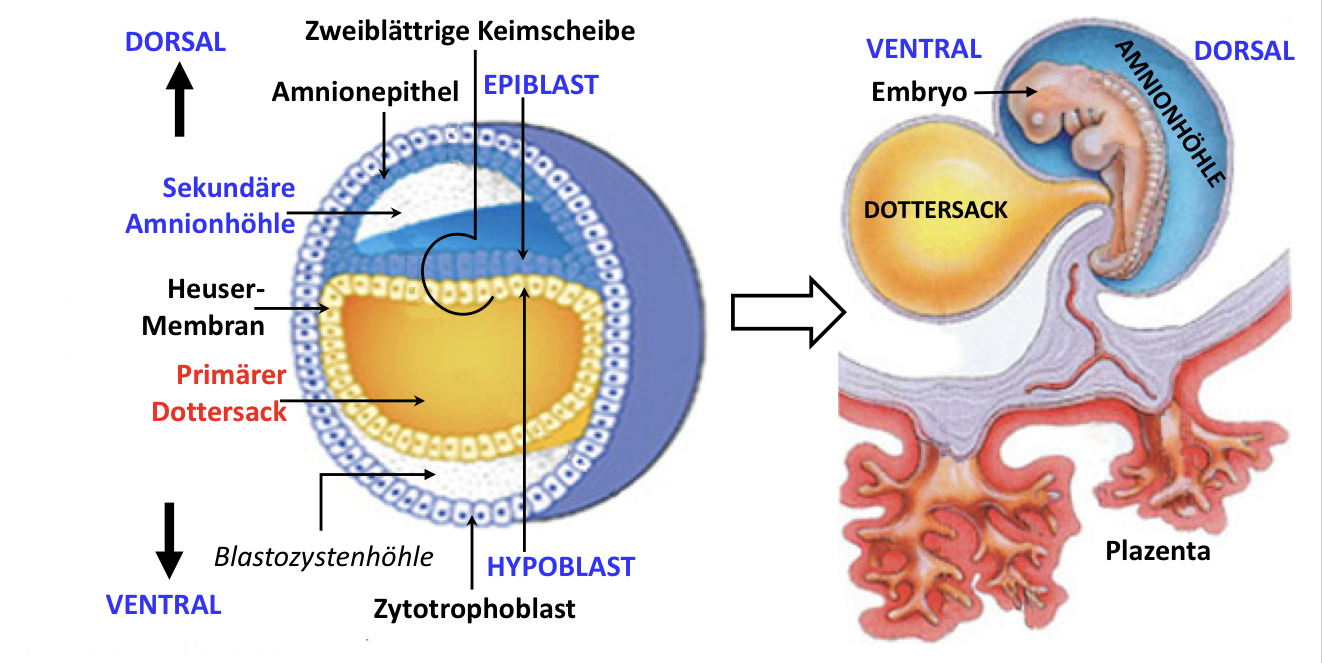 Zweiblättrige Keimscheibe
DORSAL
Amnionepithel
EPIBLAST
Sekundäre
Amnionhöhle
Heuser-
Membran
Primärer
Dottersack
Blastozystenhöhle
HYPOBLAST
VENTRAL
Zytotrophoblast
VENTRAL
DORSAL
Embryo
AMNIONHÖHLE
DOTTERSACK
Plazenta